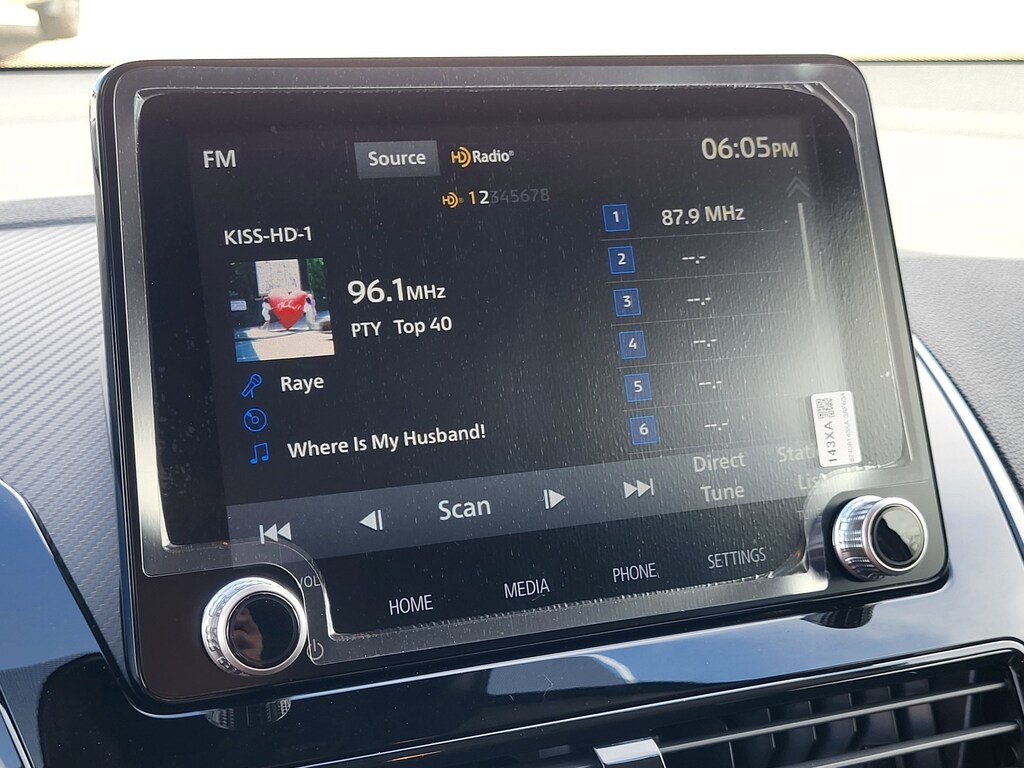 FM
Source
HD Radio®
06:05PM
HD 12345678
KISS-HD-1
96.1MHz
PTY Top 40
Raye
Where Is My Husband!
1 87.9 MHz
2 --.-
3 --.-
4 --.-
5 --.-
6 --.-
Scan
Direct
Tune
143XA
VOL
HOME
MEDIA
PHONE
SETTINGS